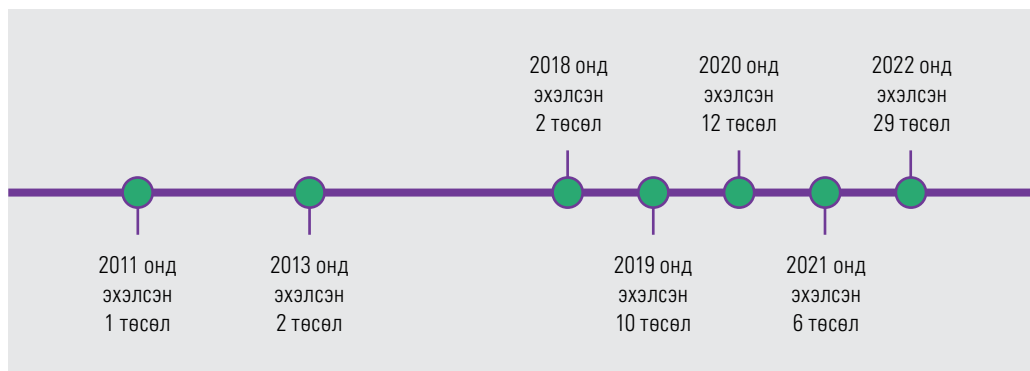 2018 онд
эхэлсэн
2 төсөл
2020 онд
эхэлсэн
12 төсөл
2022 онд
эхэлсэн
29 төсөл
2011 онд
эхэлсэн
1 төсөл
2013 онд
эхэлсэн
2 төсөл
2019 онд
эхэлсэн
10 төсөл
2021 онд
эхэлсэн
6 төсөл